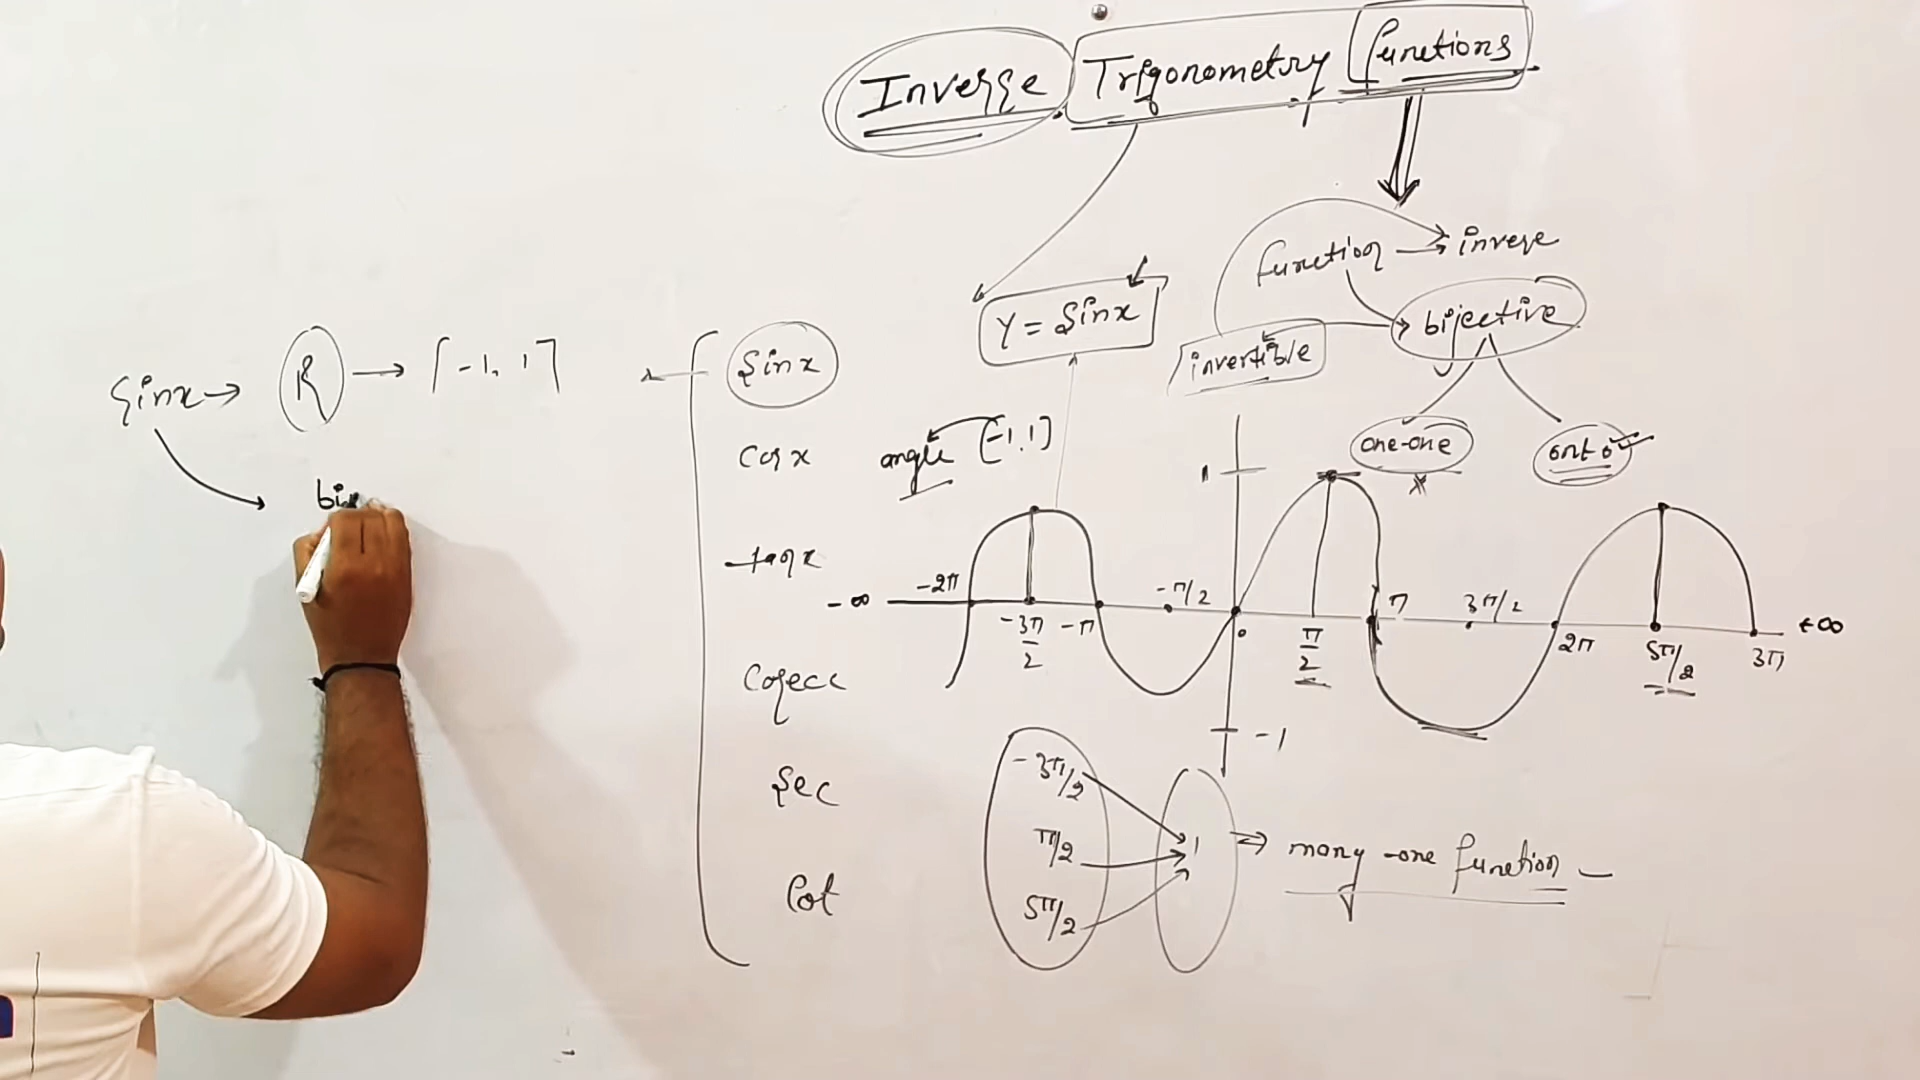 Inverse Trigonometry functions
function → inverse
Y = Sinx
bijective
invertible
Sinx → R → [-1, 1]
Sinx
one-one
onto
Cosx
angle [-1, 1]
1
bi
tanx
-∞ -2π -3π/2 -π -π/2 0 π/2 π 3π/2 2π 5π/2 3π +∞
Cosecx
-1
-3π/2
Sec
π/2 1 ⇒ many-one function
Cot
5π/2